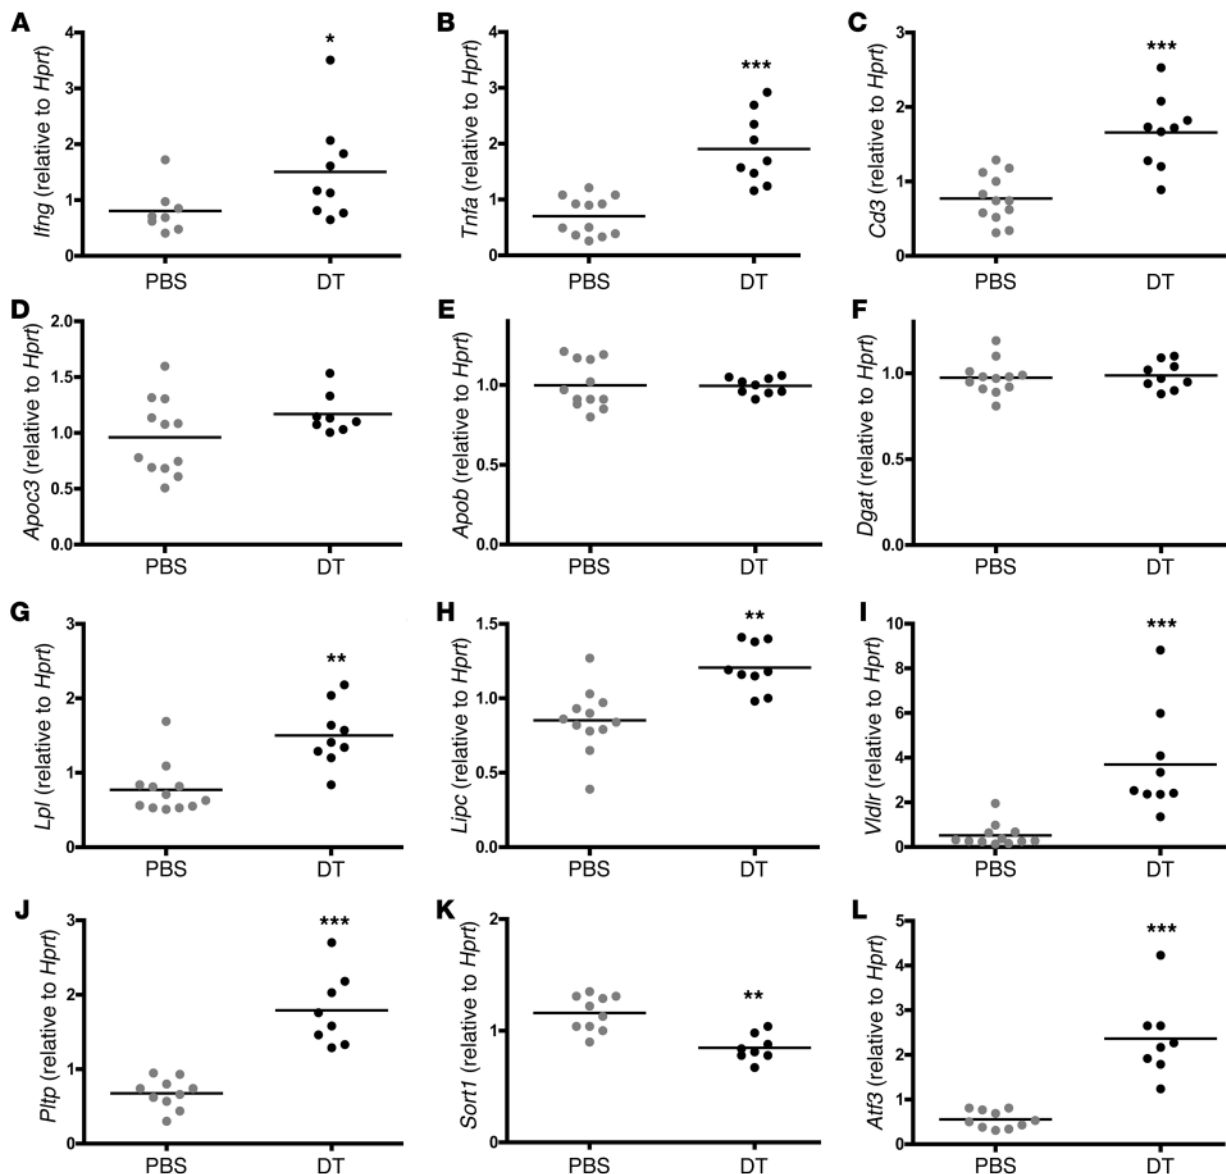 A
Ifng (relative to Hprt)
4
3
2
1
0
*
PBS
DT
B
Tnfa (relative to Hprt)
4
3
2
1
0
***
PBS
DT
C
Cd3 (relative to Hprt)
3
2
1
0
***
PBS
DT
D
Apoc3 (relative to Hprt)
2.0
1.5
1.0
0.5
0.0
PBS
DT
E
Apob (relative to Hprt)
1.0
0.5
0.0
PBS
DT
F
Dgat (relative to Hprt)
1.0
0.5
0.0
PBS
DT
G
Lpl (relative to Hprt)
3
2
1
0
**
PBS
DT
H
Lipc (relative to Hprt)
1.5
1.0
0.5
0.0
**
PBS
DT
I
Vldlr (relative to Hprt)
10
8
6
4
2
0
***
PBS
DT
J
Pltp (relative to Hprt)
3
2
1
0
***
PBS
DT
K
Sort1 (relative to Hprt)
2
1
0
**
PBS
DT
L
Atf3 (relative to Hprt)
5
4
3
2
1
0
***
PBS
DT